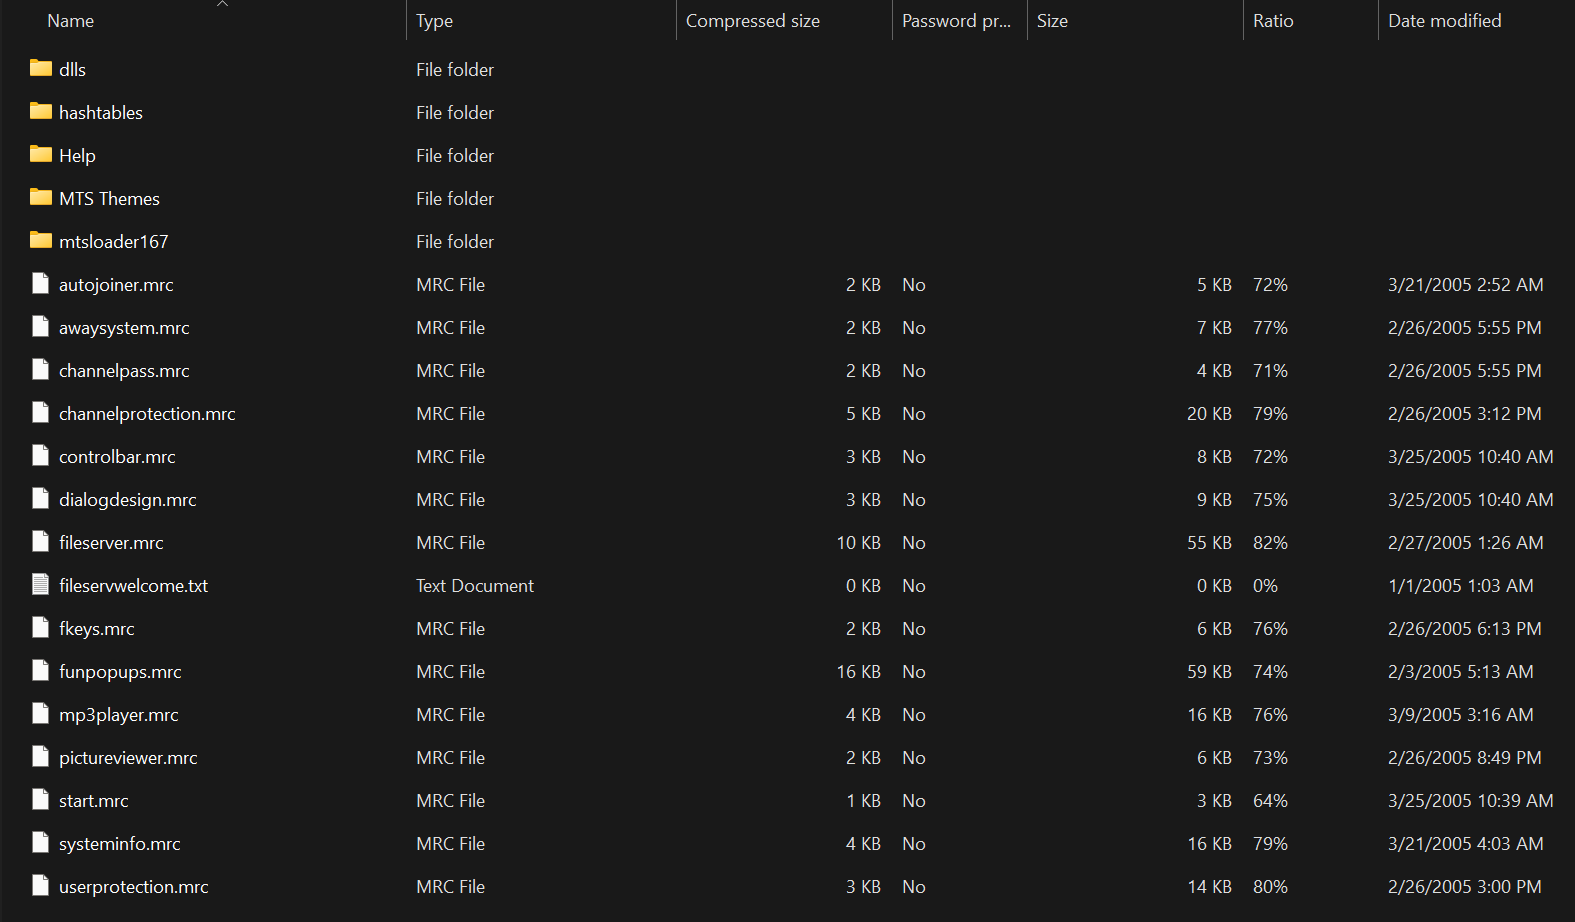 Name Type Compressed size Password pr... Size Ratio Date modified
dlls File folder
hashtables File folder
Help File folder
MTS Themes File folder
mtsloader167 File folder
autojoiner.mrc MRC File 2 KB No 5 KB 72% 3/21/2005 2:52 AM
awaysystem.mrc MRC File 2 KB No 7 KB 77% 2/26/2005 5:55 PM
channelpass.mrc MRC File 2 KB No 4 KB 71% 2/26/2005 5:55 PM
channelprotection.mrc MRC File 5 KB No 20 KB 79% 2/26/2005 3:12 PM
controlbar.mrc MRC File 3 KB No 8 KB 72% 3/25/2005 10:40 AM
dialogdesign.mrc MRC File 3 KB No 9 KB 75% 3/25/2005 10:40 AM
fileserver.mrc MRC File 10 KB No 55 KB 82% 2/27/2005 1:26 AM
fileservwelcome.txt Text Document 0 KB No 0 KB 0% 1/1/2005 1:03 AM
fkeys.mrc MRC File 2 KB No 6 KB 76% 2/26/2005 6:13 PM
funpopups.mrc MRC File 16 KB No 59 KB 74% 2/3/2005 5:13 AM
mp3player.mrc MRC File 4 KB No 16 KB 76% 3/9/2005 3:16 AM
pictureviewer.mrc MRC File 2 KB No 6 KB 73% 2/26/2005 8:49 PM
start.mrc MRC File 1 KB No 3 KB 64% 3/25/2005 10:39 AM
systeminfo.mrc MRC File 4 KB No 16 KB 79% 3/21/2005 4:03 AM
userprotection.mrc MRC File 3 KB No 14 KB 80% 2/26/2005 3:00 PM